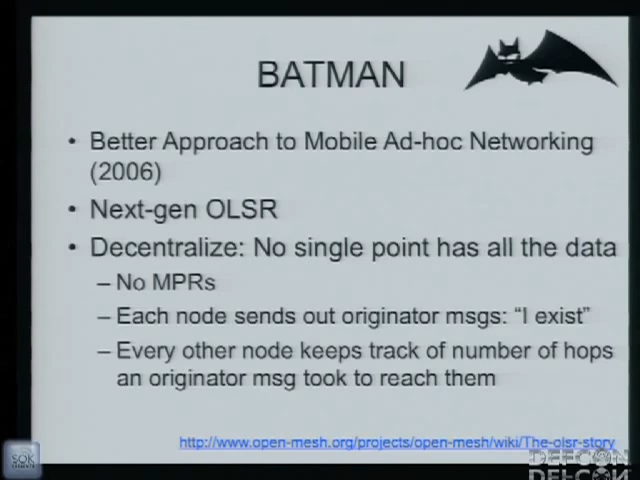 BATMAN
• Better Approach to Mobile Ad-hoc Networking
(2006)
• Next-gen OLSR
• Decentralize: No single point has all the data
– No MPRs
– Each node sends out originator msgs: “I exist”
– Every other node keeps track of number of hops
an originator msg took to reach them
http://www.open-mesh.org/projects/open-mesh/wiki/The-olsr-story
SOK
DEFCON